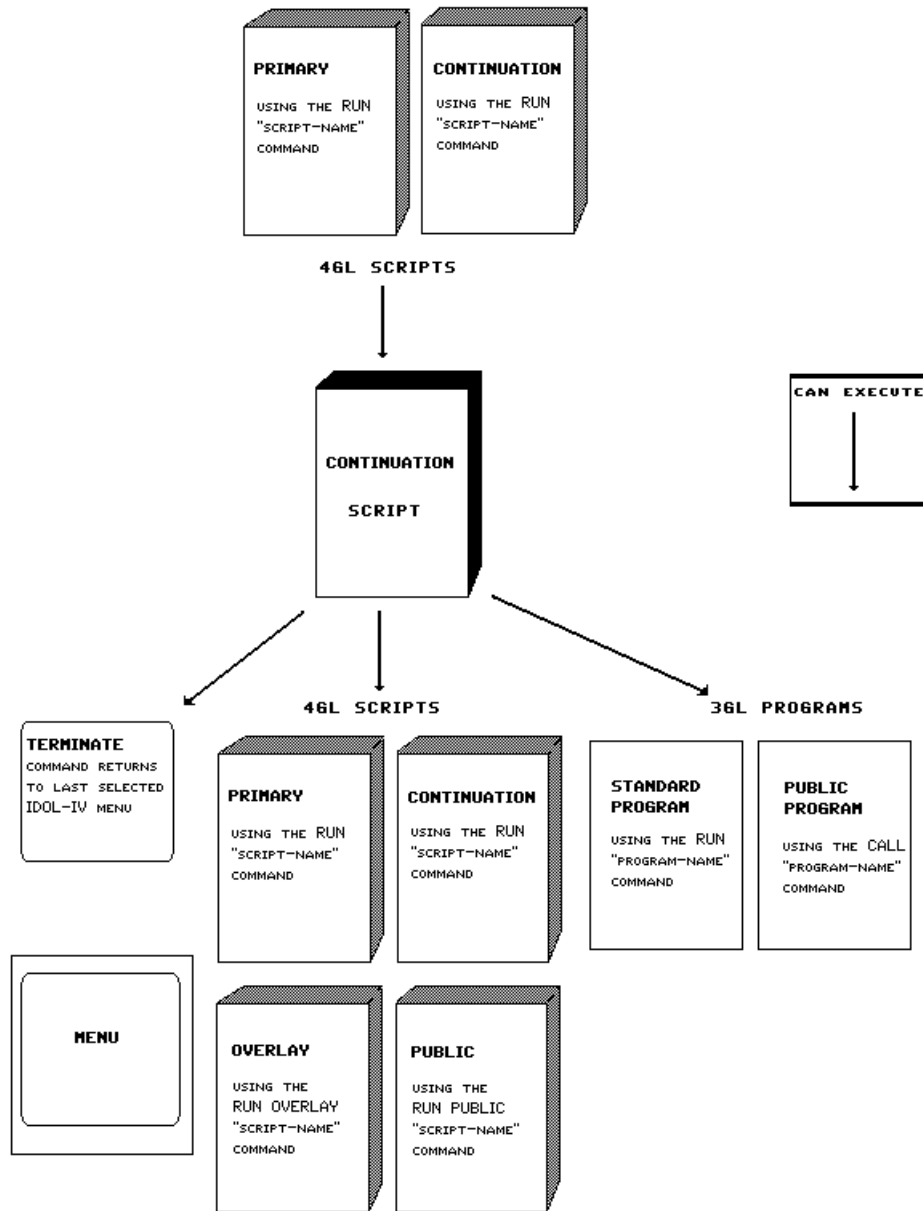 PRIMARY
USING THE RUN
"SCRIPT-NAME"
COMMAND
CONTINUATION
USING THE RUN
"SCRIPT-NAME"
COMMAND
4GL SCRIPTS
CAN EXECUTE
CONTINUATION
SCRIPT
TERMINATE
COMMAND RETURNS
TO LAST SELECTED
IDOL-IV MENU
MENU
4GL SCRIPTS
PRIMARY
USING THE RUN
"SCRIPT-NAME"
COMMAND
CONTINUATION
USING THE RUN
"SCRIPT-NAME"
COMMAND
OVERLAY
USING THE
RUN OVERLAY
"SCRIPT-NAME"
COMMAND
PUBLIC
USING THE
RUN PUBLIC
"SCRIPT-NAME"
COMMAND
3GL PROGRAMS
STANDARD
PROGRAM
USING THE RUN
"PROGRAM-NAME"
COMMAND
PUBLIC
PROGRAM
USING THE CALL
"PROGRAM-NAME"
COMMAND